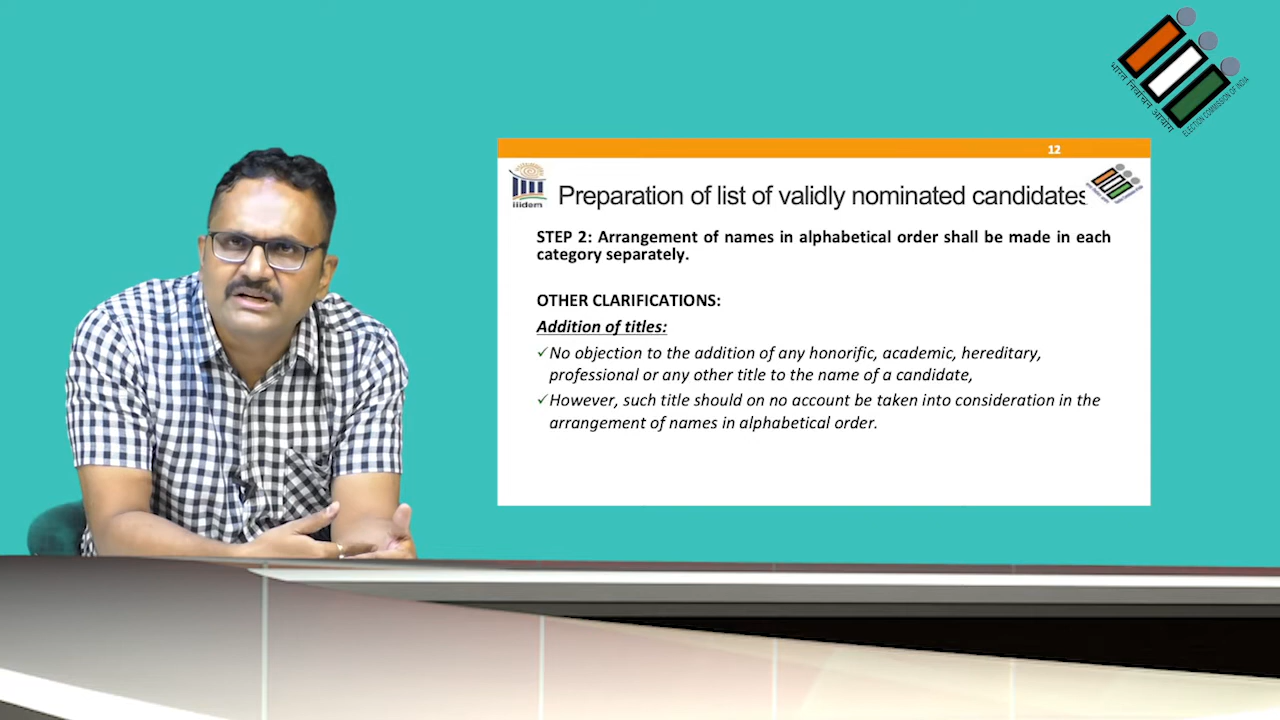 भारत निर्वाचन आयोग
ELECTION COMMISSION OF INDIA
12
iiidem
Preparation of list of validly nominated candidates
STEP 2: Arrangement of names in alphabetical order shall be made in each
category separately.
OTHER CLARIFICATIONS:
Addition of titles:
✓No objection to the addition of any honorific, academic, hereditary,
professional or any other title to the name of a candidate,
✓However, such title should on no account be taken into consideration in the
arrangement of names in alphabetical order.